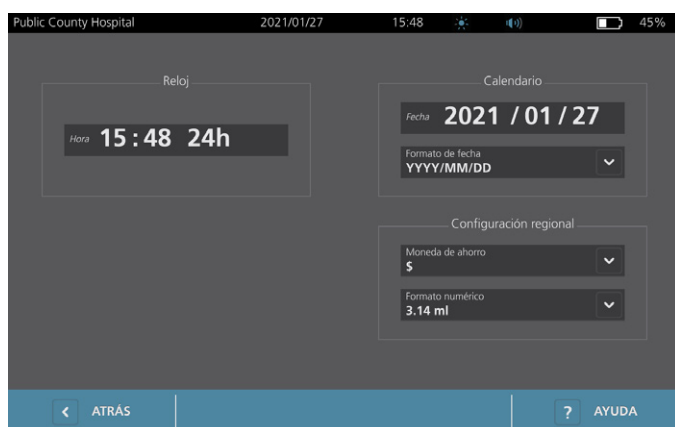 Public County Hospital 2021/01/27 15:48 45%
Reloj
Hora 15:48 24h
Calendario
Fecha 2021 / 01 / 27
Formato de fecha
YYYY/MM/DD
Configuración regional
Moneda de ahorro
$
Formato numérico
3.14 ml
ATRÁS
? AYUDA